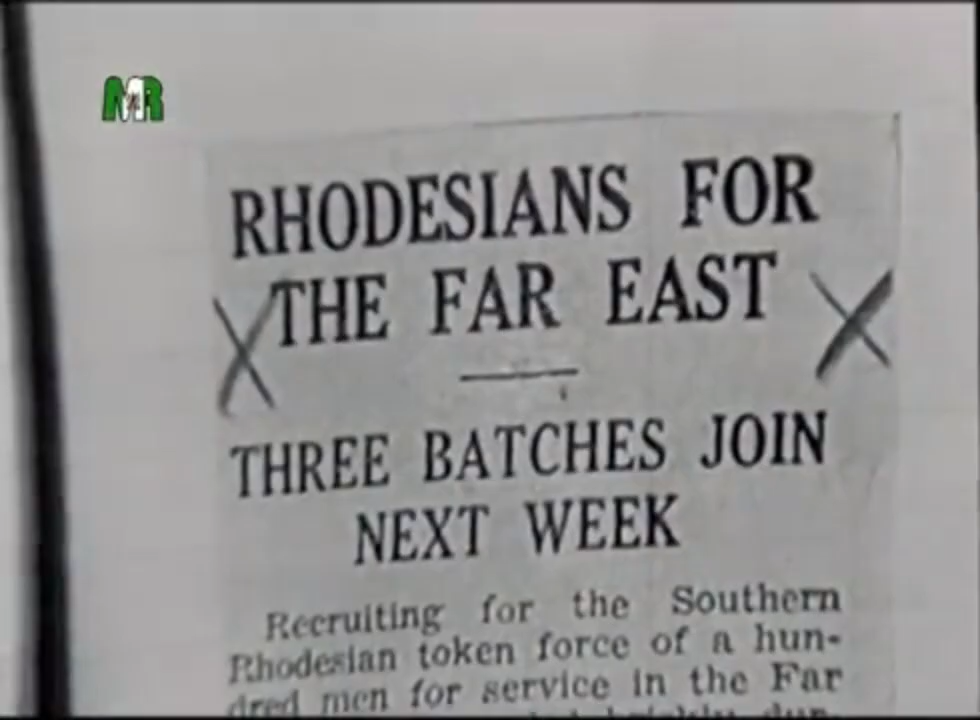 MR
RHODESIANS FOR
THE FAR EAST
THREE BATCHES JOIN
NEXT WEEK
Recruiting for the Southern
Rhodesian token force of a hun-
dred men for service in the Far